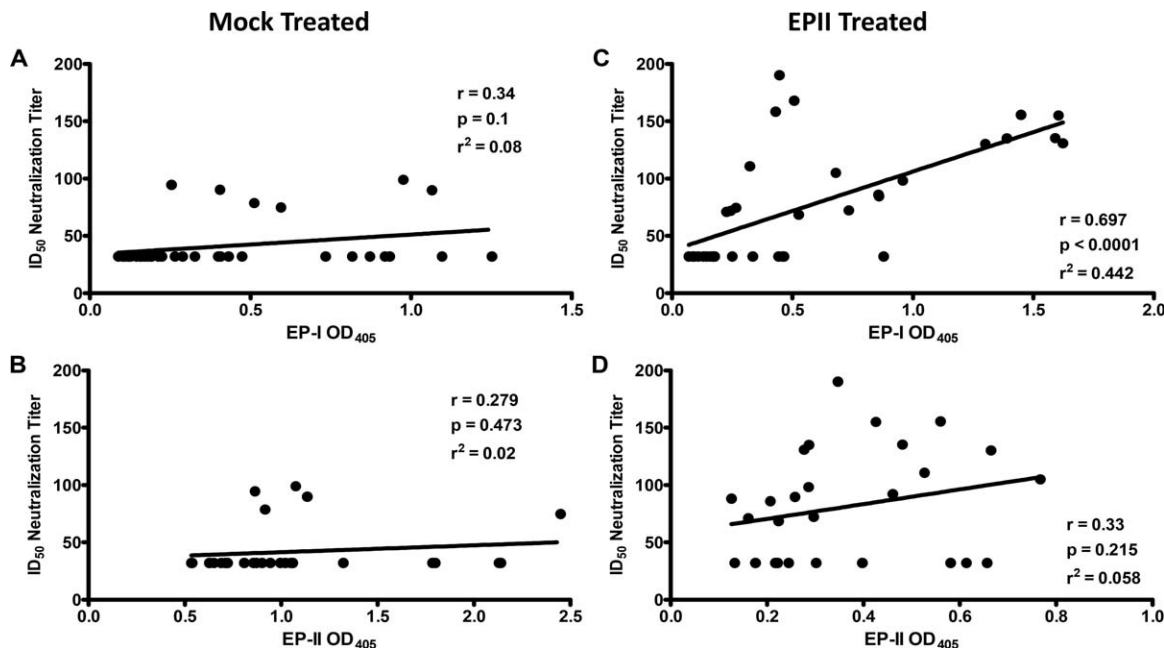 Mock Treated
EPII Treated
A
200
150
100
50
0
ID50 Neutralization Titer
r = 0.34
p = 0.1
r² = 0.08
0.0 0.5 1.0 1.5
EP-I OD405
C
200
150
100
50
0
ID50 Neutralization Titer
r = 0.697
p < 0.0001
r² = 0.442
0.0 0.5 1.0 1.5 2.0
EP-I OD405
B
200
150
100
50
0
ID50 Neutralization Titer
r = 0.279
p = 0.473
r² = 0.02
0.0 0.5 1.0 1.5 2.0 2.5
EP-II OD405
D
200
150
100
50
0
ID50 Neutralization Titer
r = 0.33
p = 0.215
r² = 0.058
0.0 0.2 0.4 0.6 0.8 1.0
EP-II OD405